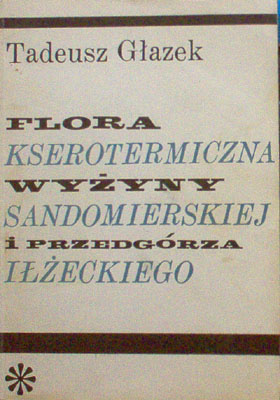 Tadeusz Głazek
FLORA
KSEROTERMICZNA
WYŻYNY
SANDOMIERSKIEJ
i PRZEDGÓRZA
IŁŻECKIEGO